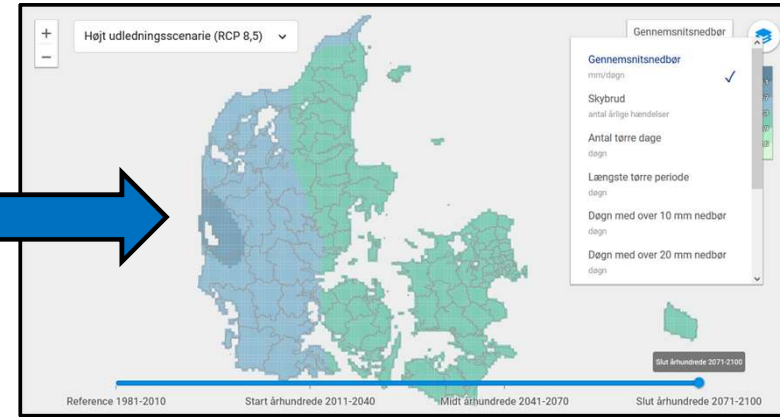 +
−
Højt udledningsscenarie (RCP 8,5)
Gennemsnitsnedbør
Gennemsnitsnedbør
mm/døgn
Skybrud
antal årlige hændelser
Antal tørre dage
døgn
Længste tørre periode
døgn
Døgn med over 10 mm nedbør
døgn
Døgn med over 20 mm nedbør
døgn
Slut århundrede 2071-2100
Reference 1981-2010
Start århundrede 2011-2040
Midt århundrede 2041-2070
Slut århundrede 2071-2100